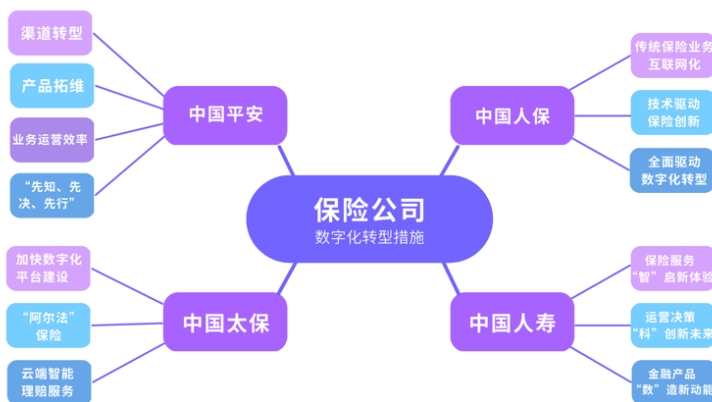 保险公司
数字化转型措施
中国平安
渠道转型
产品拓维
业务运营效率
“先知、先
决、先行”
中国人保
传统保险业务
互联网化
技术驱动
保险创新
全面驱动
数字化转型
中国太保
加快数字化
平台建设
“阿尔法”
保险
云端智能
理赔服务
中国人寿
保险服务
“智”启新体验
运营决策
“科”创新未来
金融产品
“数”造新动能